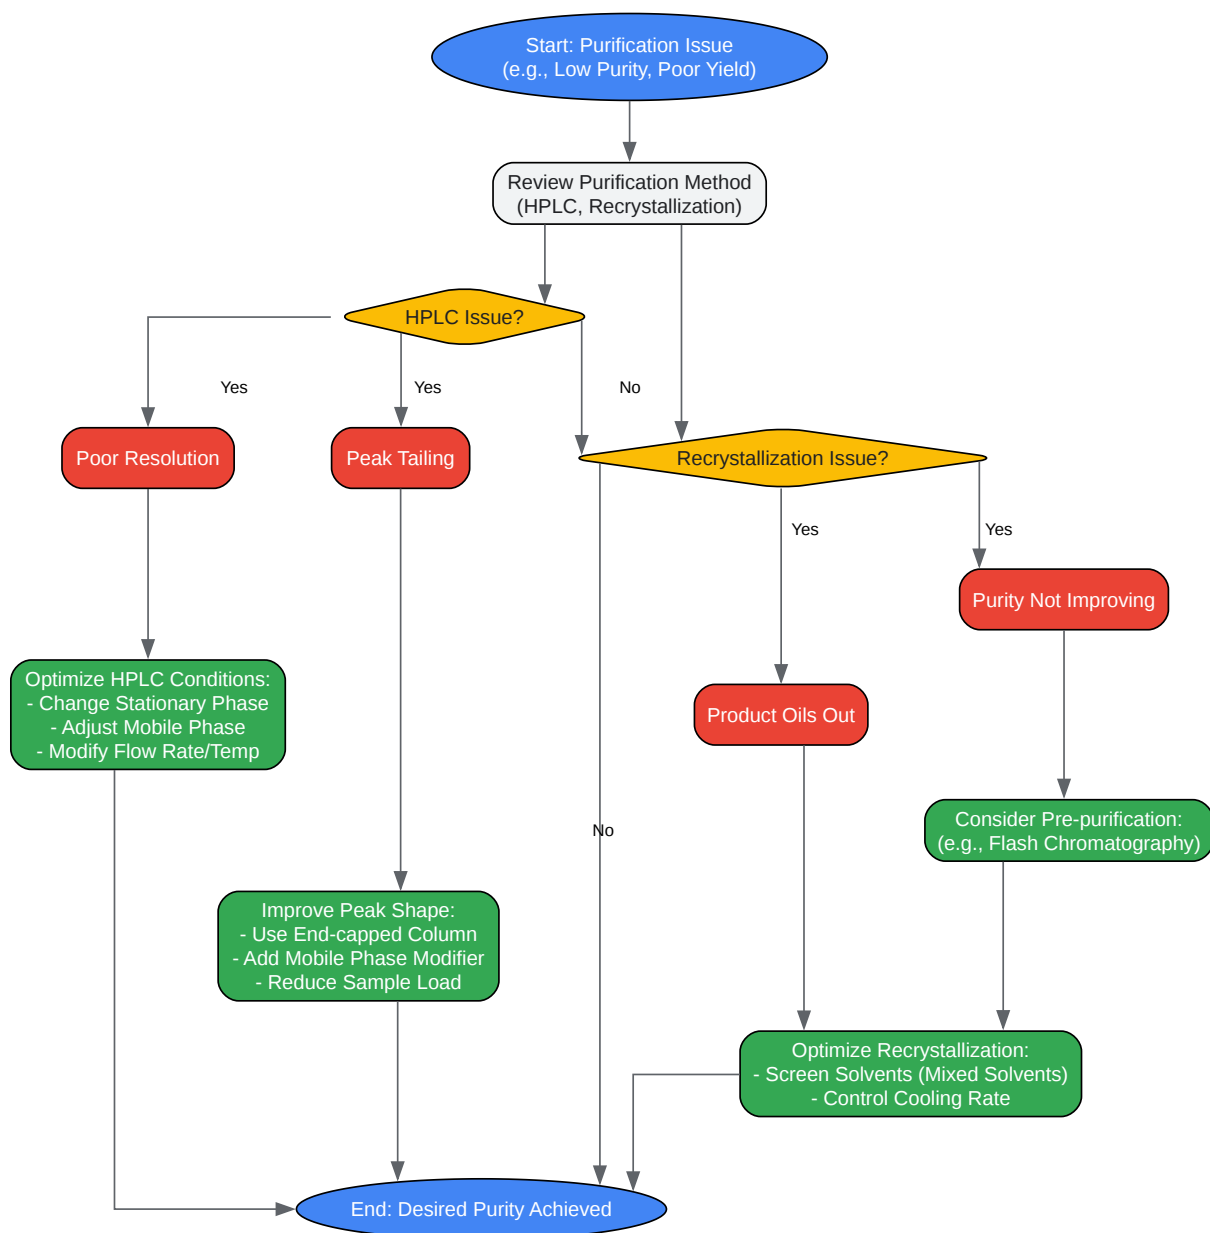 Start: Purification Issue
(e.g., Low Purity, Poor Yield)
Review Purification Method
(HPLC, Recrystallization)
HPLC Issue?
Yes
Yes
No
Poor Resolution
Peak Tailing
Recrystallization Issue?
Yes
Yes
Purity Not Improving
Optimize HPLC Conditions:
- Change Stationary Phase
- Adjust Mobile Phase
- Modify Flow Rate/Temp
Product Oils Out
No
Consider Pre-purification:
(e.g., Flash Chromatography)
Improve Peak Shape:
- Use End-capped Column
- Add Mobile Phase Modifier
- Reduce Sample Load
Optimize Recrystallization:
- Screen Solvents (Mixed Solvents)
- Control Cooling Rate
End: Desired Purity Achieved